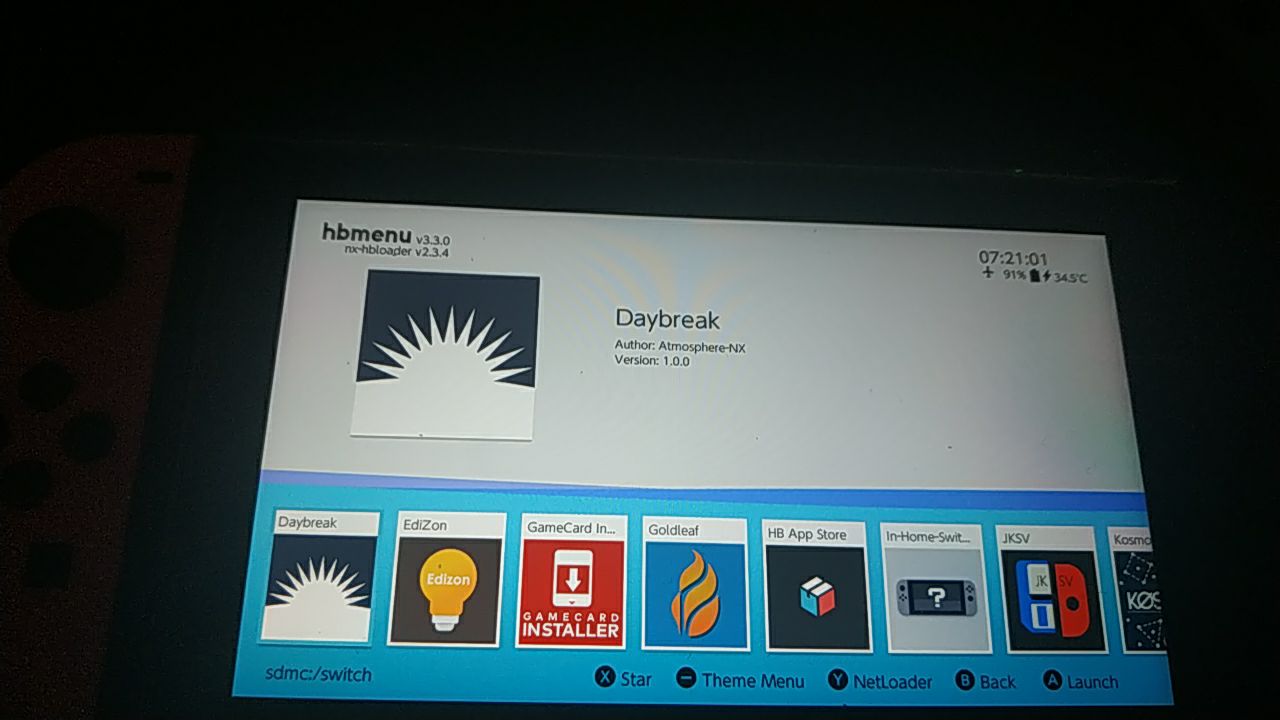 hbmenu v3.3.0
nx-hbloader v2.3.4
07:21:01
91% 34.5°C
Daybreak
Author: Atmosphere-NX
Version: 1.0.0
Daybreak
EdiZon
GameCard In...
Goldleaf
HB App Store
In-Home-Swit...
JKSV
Kosmo
Edizon
GAMECARD
INSTALLER
?
JK SV
KOS
sdmc:/switch
X Star
Theme Menu
Y NetLoader
B Back
A Launch